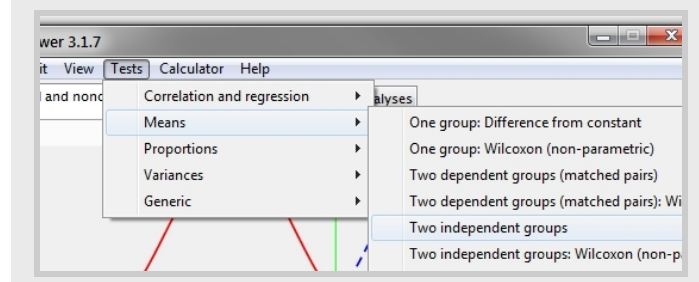 wer 3.1.7
it View Tests Calculator Help
l and nonc
alyses
Correlation and regression
Means
Proportions
Variances
Generic
One group: Difference from constant
One group: Wilcoxon (non-parametric)
Two dependent groups (matched pairs)
Two dependent groups (matched pairs): Wi
Two independent groups
Two independent groups: Wilcoxon (non-p